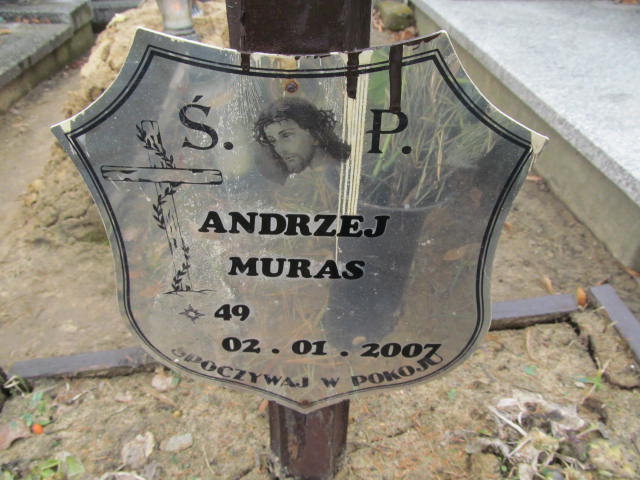 Ś. P.
ANDRZEJ
MURAS
49
02.01.2007
SPOCZYWAJ W POKOJU